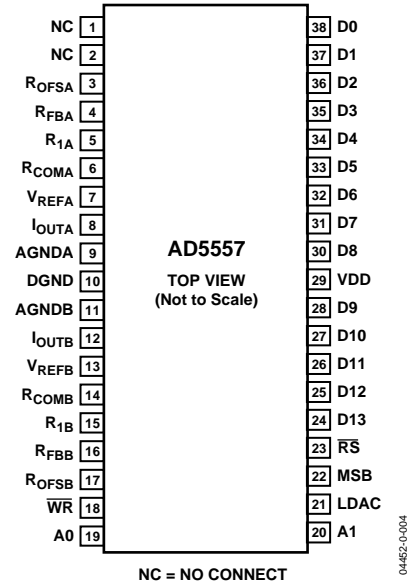 NC 1
NC 2
ROFSA 3
RFBA 4
R1A 5
RCOMA 6
VREFA 7
IOUTA 8
AGNDA 9
DGND 10
AGNDB 11
IOUTB 12
VREFB 13
RCOMB 14
R1B 15
RFBB 16
ROFSB 17
W̅R̅ 18
A0 19
AD5557
TOP VIEW
(Not to Scale)
38 D0
37 D1
36 D2
35 D3
34 D4
33 D5
32 D6
31 D7
30 D8
29 VDD
28 D9
27 D10
26 D11
25 D12
24 D13
23 R̅S̅
22 MSB
21 LDAC
20 A1
NC = NO CONNECT
04452-0-004